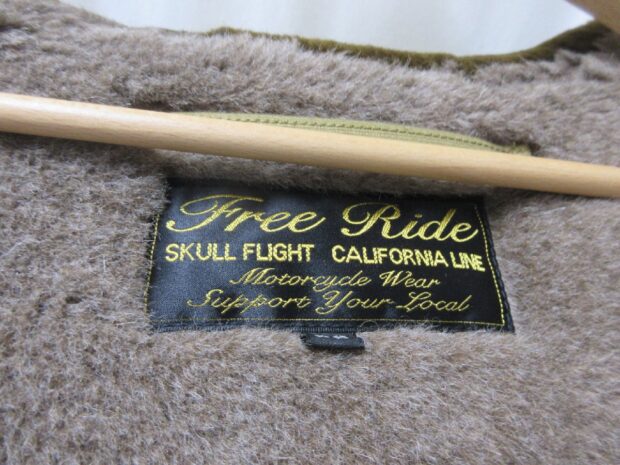 Free Ride
SKULL FLIGHT CALIFORNIA LINE
Motorcycle Wear
Support Your Local